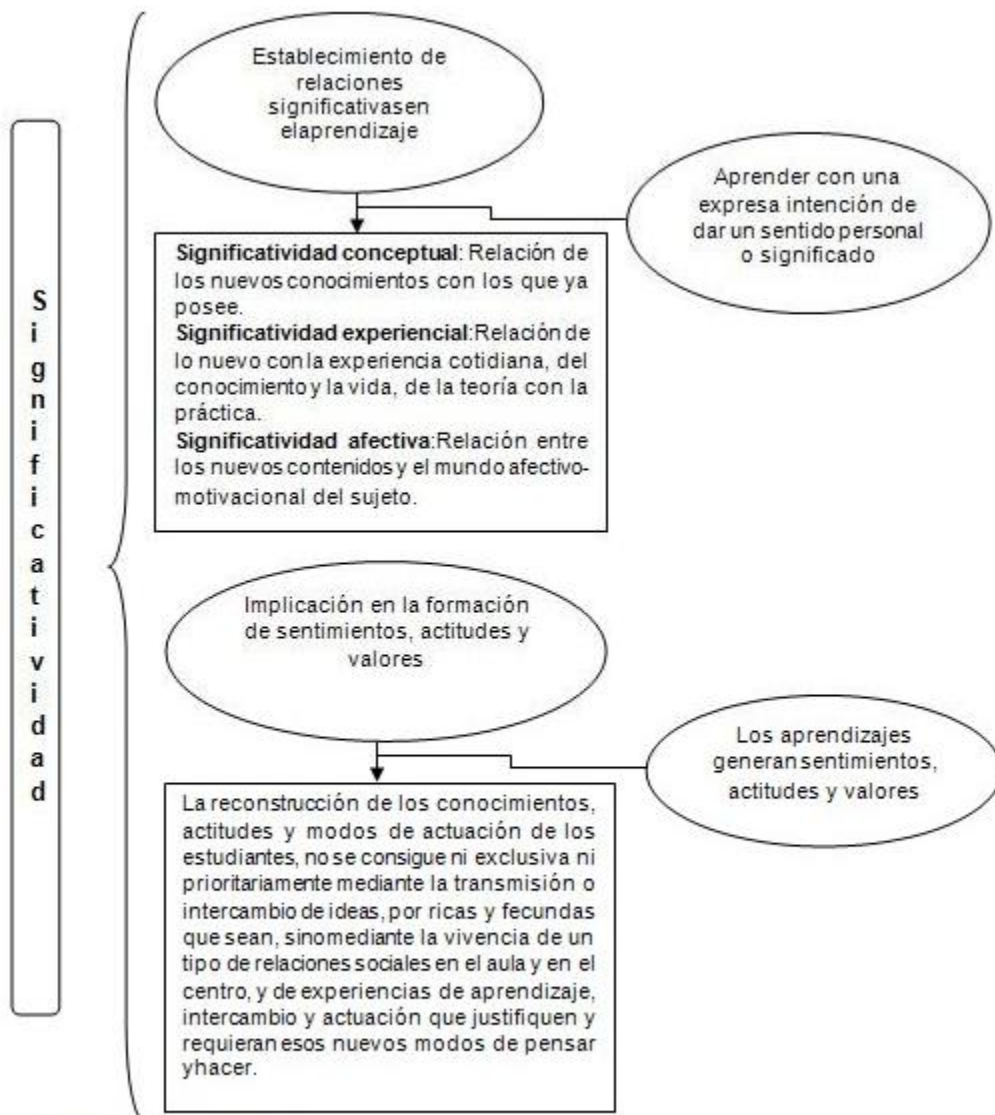 Significatividad
Establecimiento de
relaciones
significativasen
elaprendizaje
Aprender con una
expresa intención de
dar un sentido personal
o significado
Significatividad conceptual: Relación de
los nuevos conocimientos con los que ya
posee.
Significatividad experiencial:Relación de
lo nuevo con la experiencia cotidiana, del
conocimiento y la vida, de la teoría con la
práctica.
Significatividad afectiva:Relación entre
los nuevos contenidos y el mundo afectivo-
motivacional del sujeto.
Implicación en la formación
de sentimientos, actitudes y
valores
Los aprendizajes
generan sentimientos,
actitudes y valores
La reconstrucción de los conocimientos,
actitudes y modos de actuación de los
estudiantes, no se consigue ni exclusiva ni
prioritariamente mediante la transmisión o
intercambio de ideas, por ricas y fecundas
que sean, sinomediante la vivencia de un
tipo de relaciones sociales en el aula y en el
centro, y de experiencias de aprendizaje,
intercambio y actuación que justifiquen y
requieran esos nuevos modos de pensar
yhacer.